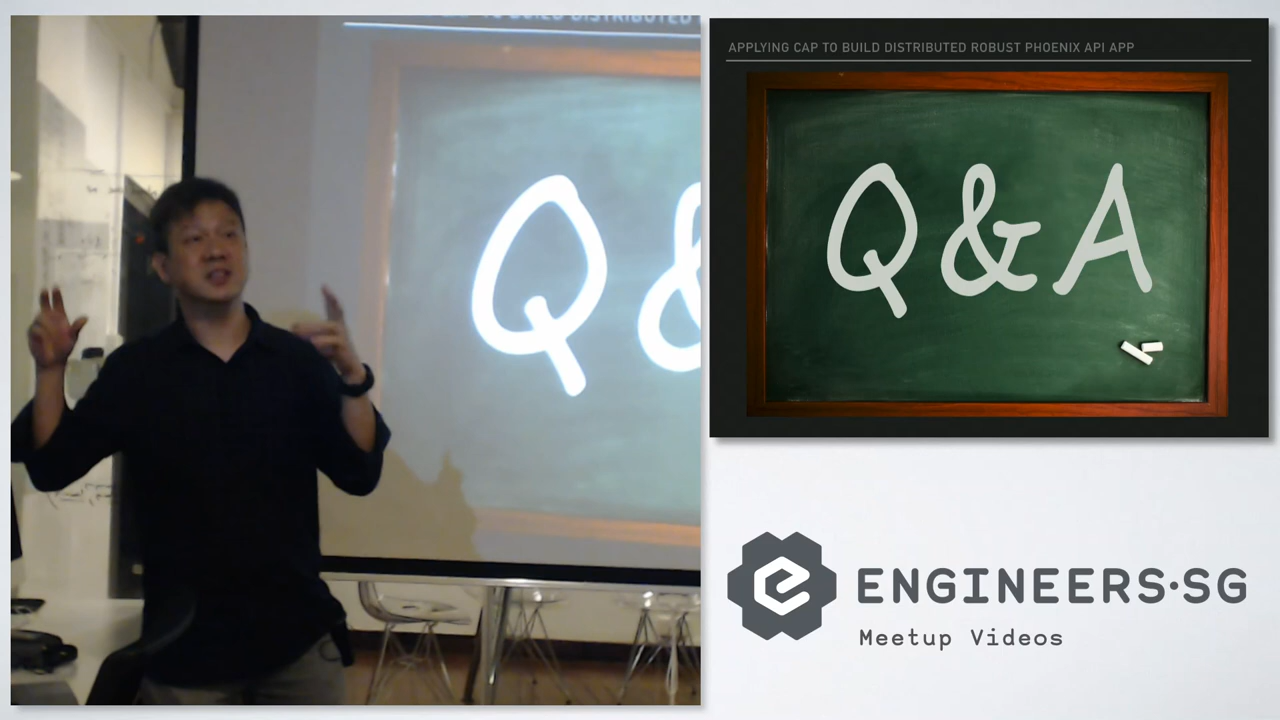 APPLYING CAP TO BUILD DISTRIBUTED ROBUST PHOENIX API APP
Q & A
Q &
ENGINEERS·SG
Meetup Videos